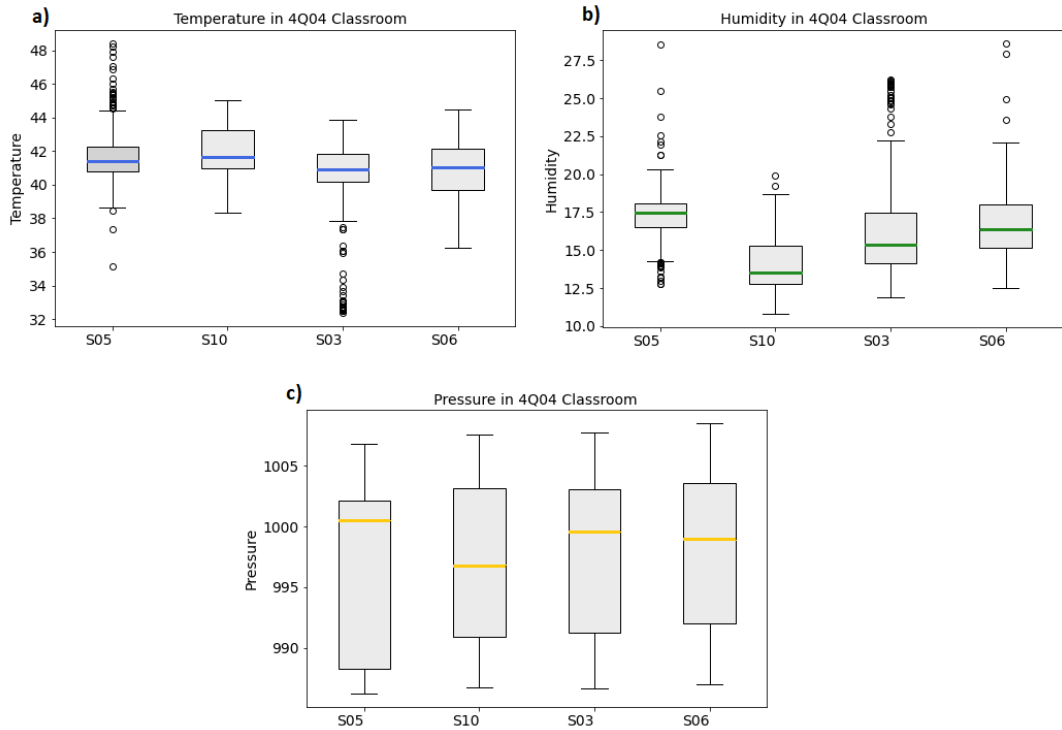 a)
Temperature in 4Q04 Classroom
Temperature
48
46
44
42
40
38
36
34
32
S05
S10
S03
S06
b)
Humidity in 4Q04 Classroom
Humidity
27.5
25.0
22.5
20.0
17.5
15.0
12.5
10.0
S05
S10
S03
S06
c)
Pressure in 4Q04 Classroom
Pressure
1005
1000
995
990
S05
S10
S03
S06